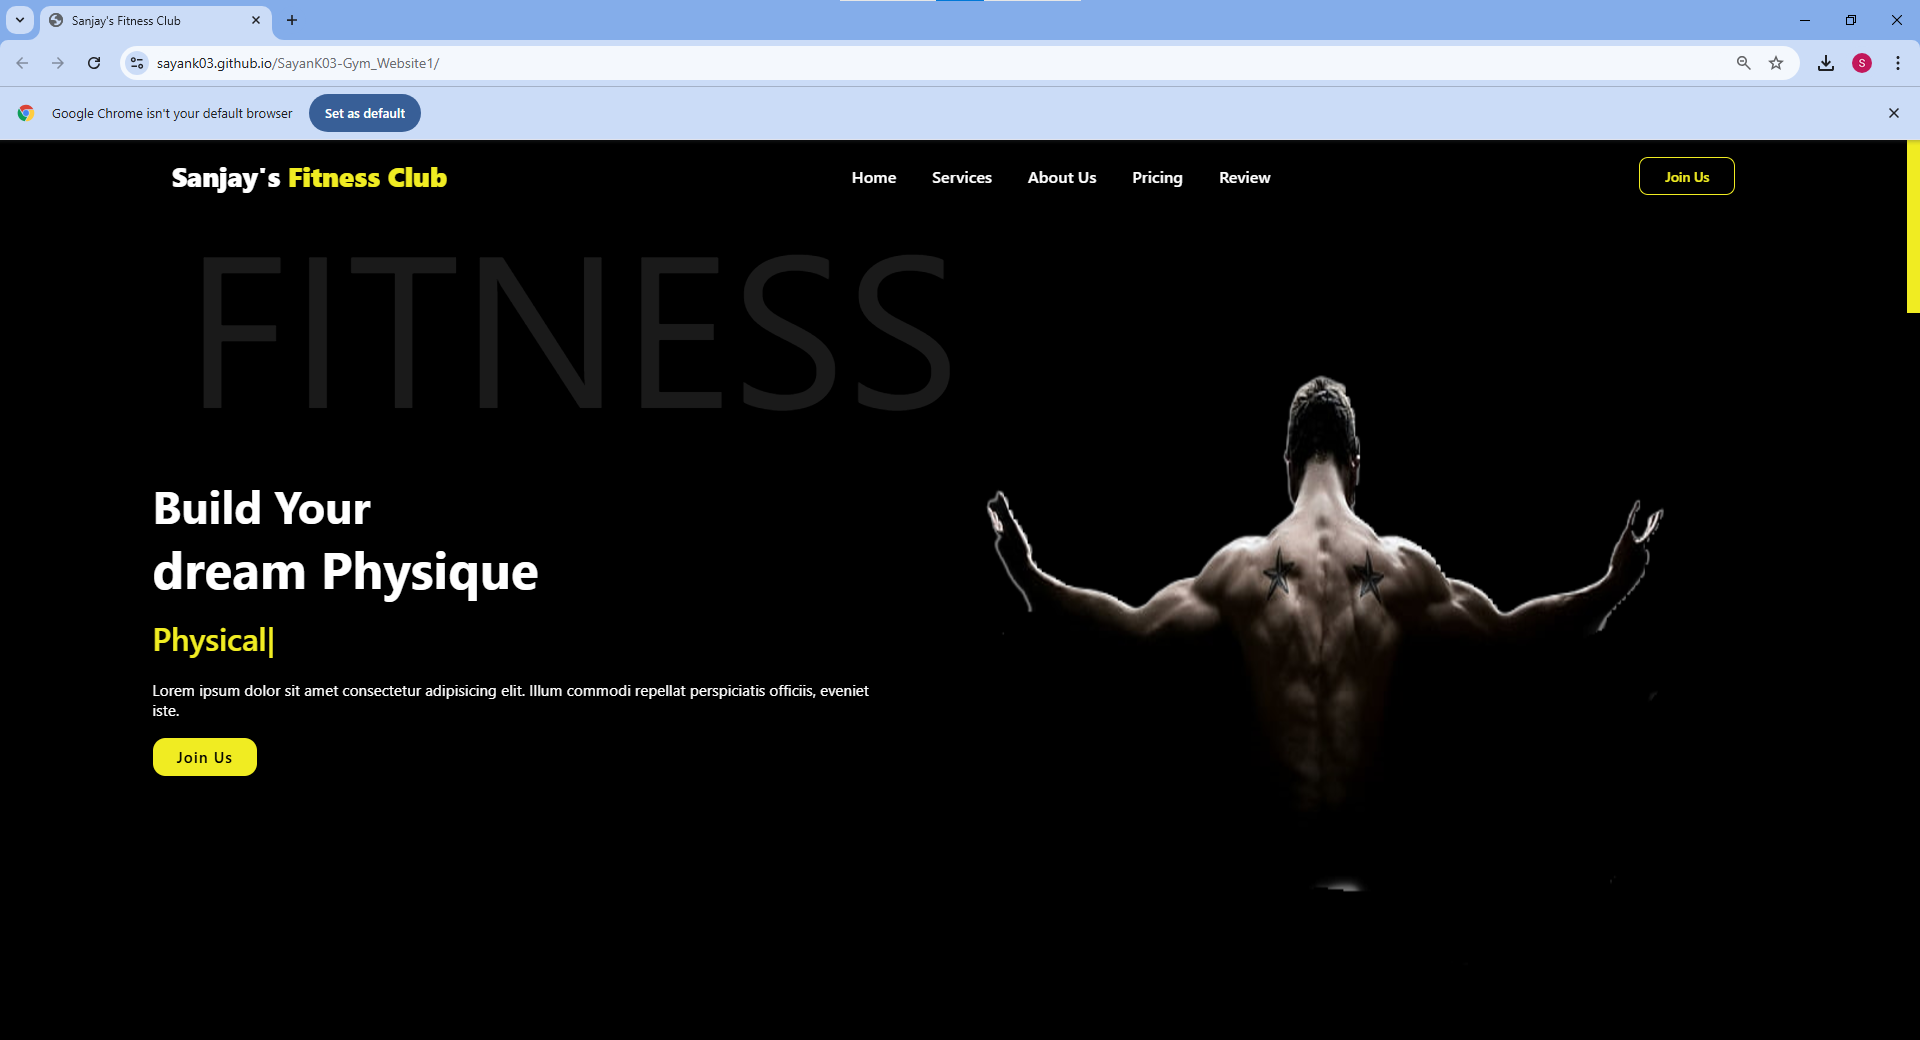 Sanjay's Fitness Club
sayank03.github.io/SayanK03-Gym_Website1/
S
Google Chrome isn't your default browser
Set as default
Sanjay's Fitness Club
Home
Services
About Us
Pricing
Review
Join Us
FITNESS
Build Your
dream Physique
Physical|
Lorem ipsum dolor sit amet consectetur adipisicing elit. Illum commodi repellat perspiciatis officiis, eveniet
iste.
Join Us